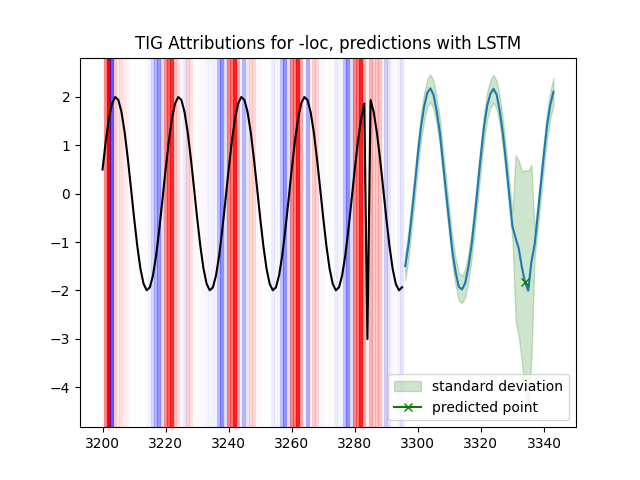 TIG Attributions for -loc, predictions with LSTM
2
1
0
−1
−2
−3
−4
standard deviation
predicted point
3200 3220 3240 3260 3280 3300 3320 3340